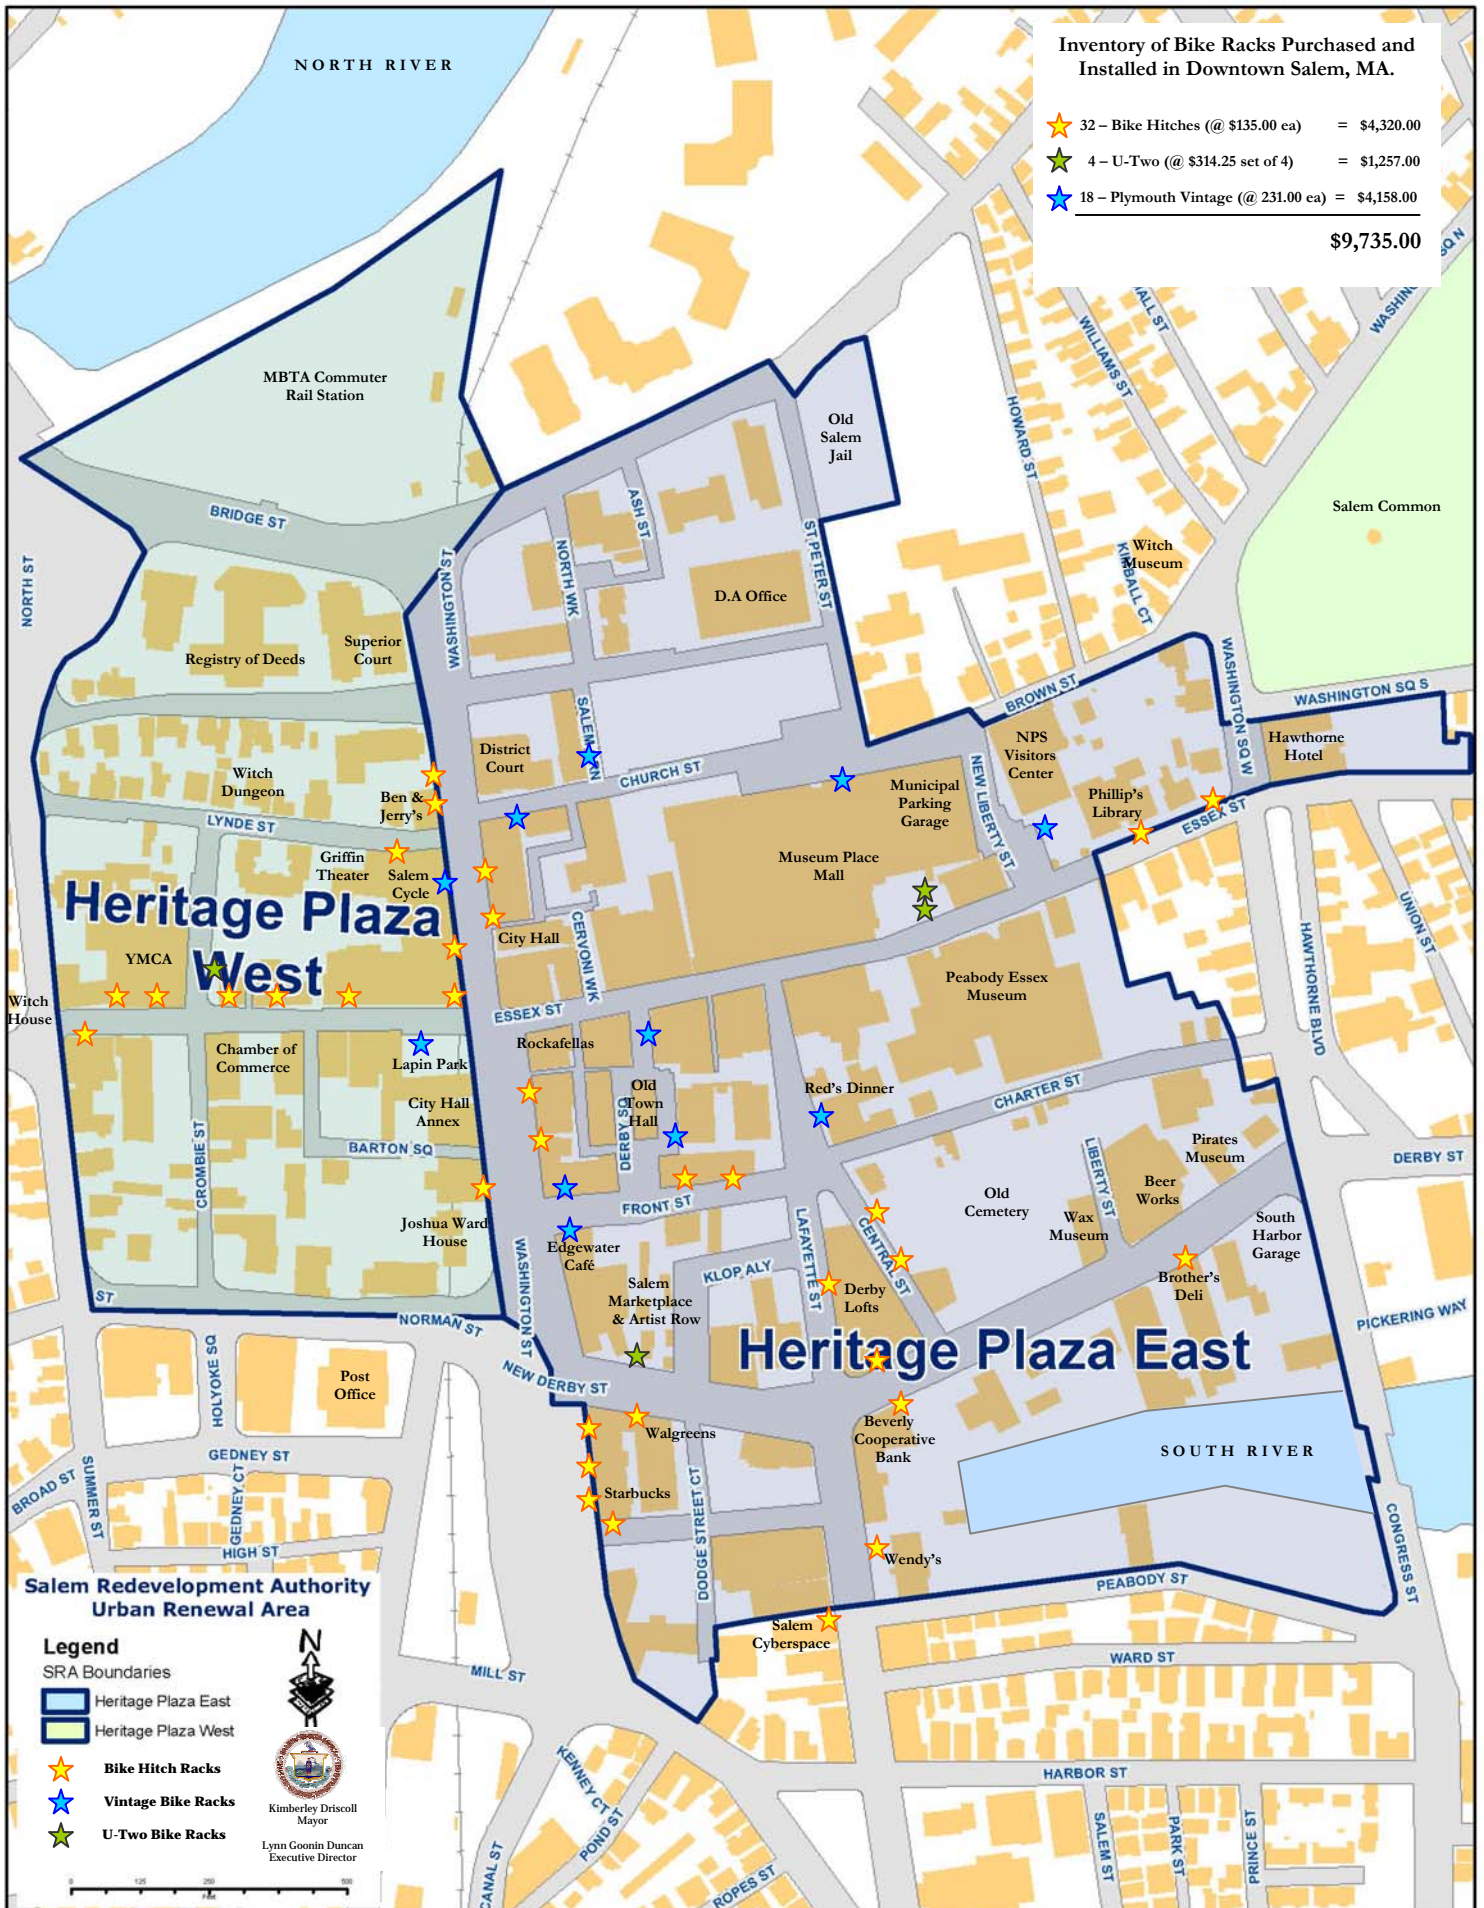 NORTH RIVER
Inventory of Bike Racks Purchased and
Installed in Downtown Salem, MA.
32 – Bike Hitches (@ $135.00 ea) = $4,320.00
4 – U-Two (@ $314.25 set of 4) = $1,257.00
18 – Plymouth Vintage (@ 231.00 ea) = $4,158.00
$9,735.00
SQ N
WASHING
ALL ST
WILLIAMS ST
HOWARD ST
MBTA Commuter
Rail Station
Old
Salem
Jail
Salem Common
BRIDGE ST
ASH ST
NORTH WK
ST PETER ST
NORTH ST
WASHINGTON ST
D.A Office
Witch
Museum
KIMBALL CT
Registry of Deeds
Superior
Court
BROWN ST
WASHINGTON SQ W
WASHINGTON SQ S
Hawthorne
Hotel
District
Court
CHURCH ST
NPS
Visitors
Center
NEW LIBERTY ST
Municipal
Parking
Garage
Phillip's
Library
ESSEX ST
Witch
Dungeon
Ben &
Jerry's
LYNDE ST
Griffin
Theater
Salem
Cycle
Museum Place
Mall
Heritage Plaza
West
City Hall
CERVONI WK
UNION ST
HAWTHORNE BLVD
YMCA
Witch
House
Peabody Essex
Museum
ESSEX ST
Rockafellas
Chamber of
Commerce
Lapin Park
City Hall
Annex
BARTON SQ
CROMBIE ST
Old
Town
Hall
DERBY SQ
Red's Dinner
CHARTER ST
Pirates
Museum
LIBERTY ST
Beer
Works
DERBY ST
Joshua Ward
House
FRONT ST
Old
Cemetery
Wax
Museum
South
Harbor
Garage
LAFAYETTE ST
CENTRAL ST
Edgewater
Café
KLOP ALY
Salem
Marketplace
& Artist Row
Derby
Lofts
Brother's
Deli
PICKERING WAY
ST
NORMAN ST
WASHINGTON ST
Heritage Plaza East
NEW DERBY ST
HOLYOKE SQ
Post
Office
Walgreens
Beverly
Cooperative
Bank
SOUTH RIVER
GEDNEY ST
BROAD ST
SUMMER ST
GEDNEY CT
HIGH ST
Starbucks
DODGE STREET CT
Wendy's
CONGRESS ST
PEABODY ST
Salem
Cyberspace
WARD ST
MILL ST
HARBOR ST
KENNEY CT
POND ST
CANAL ST
ROPES ST
SALEM ST
PARK ST
PRINCE ST
Salem Redevelopment Authority
Urban Renewal Area
N
Legend
SRA Boundaries
Heritage Plaza East
Heritage Plaza West
Bike Hitch Racks
Vintage Bike Racks
U-Two Bike Racks
Kimberley Driscoll
Mayor
Lynn Goonin Duncan
Executive Director
0 125 250 500
Feet